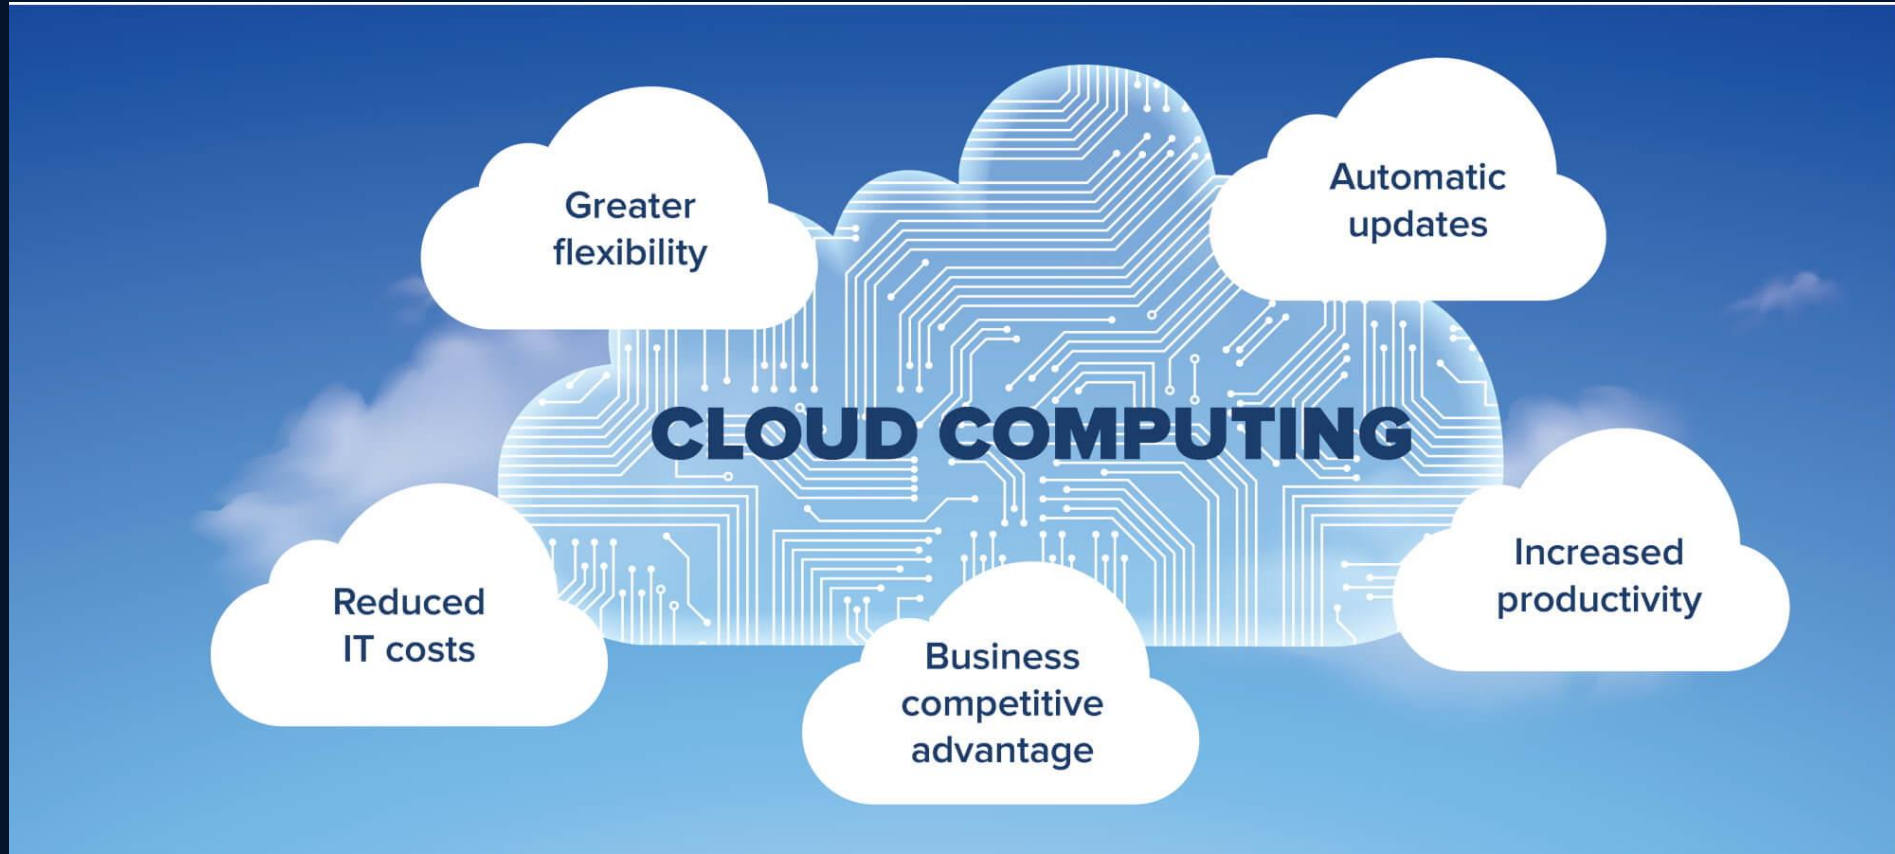 Greater
flexibility
Automatic
updates
CLOUD COMPUTING
Reduced
IT costs
Business
competitive
advantage
Increased
productivity